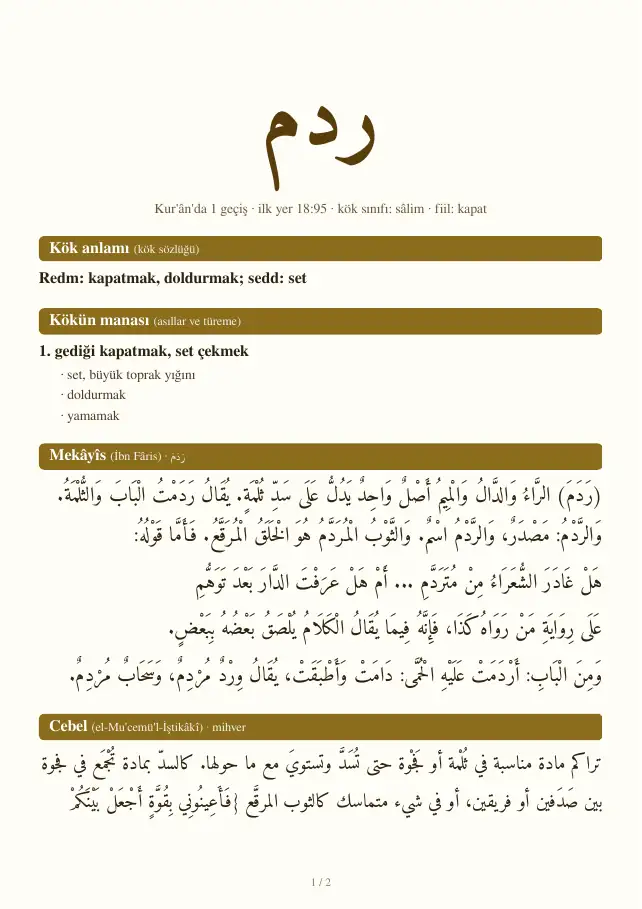 ردم
Kur'ân'da 1 geçiş · ilk yer 18:95 · kök sınıfı: sâlim · fiil: kapat
Kök anlamı (kök sözlüğü)
Redm: kapatmak, doldurmak; sedd: set
Kökün manası (asıllar ve türeme)
1. gediği kapatmak, set çekmek
· set, büyük toprak yığını
· doldurmak
· yamamak
Mekâyîs (İbn Fâris) · رَدَمَ
(رَدَمَ) الرَّاءُ وَالدَّالُ وَالْمِيمُ أَصْلٌ وَاحِدٌ يَدُلُّ عَلَى سَدِّ ثُلْمَةٍ. يُقَالُ رَدَمْتُ الْبَابَ وَالثُّلْمَةَ.
وَالرَّدْمُ: مَصْدَرٌ، وَالرَّدْمُ اسْمٌ. وَالثَّوْبُ الْمُرَدَّمُ هُوَ الْخَلَقُ الْمُرَقَّعُ. فَأَمَّا قَوْلُهُ:
هَلْ غَادَرَ الشُّعَرَاءُ مِنْ مُتَرَدَّمِ ... أَمْ هَلْ عَرَفْتَ الدَّارَ بَعْدَ تَوَهُّمِ
عَلَى رِوَايَةِ مَنْ رَوَاهُ كَذَا، فَإِنَّهُ فِيمَا يُقَالُ الْكَلَامُ يُلْصَقُ بَعْضُهُ بِبَعْضٍ.
وَمِنَ الْبَابِ: أَرْدَمَتْ عَلَيْهِ الْحُمَّى: دَامَتْ وَأَطْبَقَتْ، يُقَالُ وِرْدٌ مُرْدِمٌ، وَسَحَابٌ مُرْدِمٌ.
Cebel (el-Mu'cemü'l-İştikâkî) · mihver
تراكم مادة مناسبة في ثُلْمة أو فَجْوة حتى تُسَدَّ وتستويَ مع ما حولها. كالسدّ بمادة تُجْمَع في فجوة
بين صَدَفين أو فريقين، أو في شيء متماسك كالثوب المرقَّع {فَأَعِينُونِي بِقُوَّةٍ أَجْعَلْ بَيْنَكُمْ
1 / 2